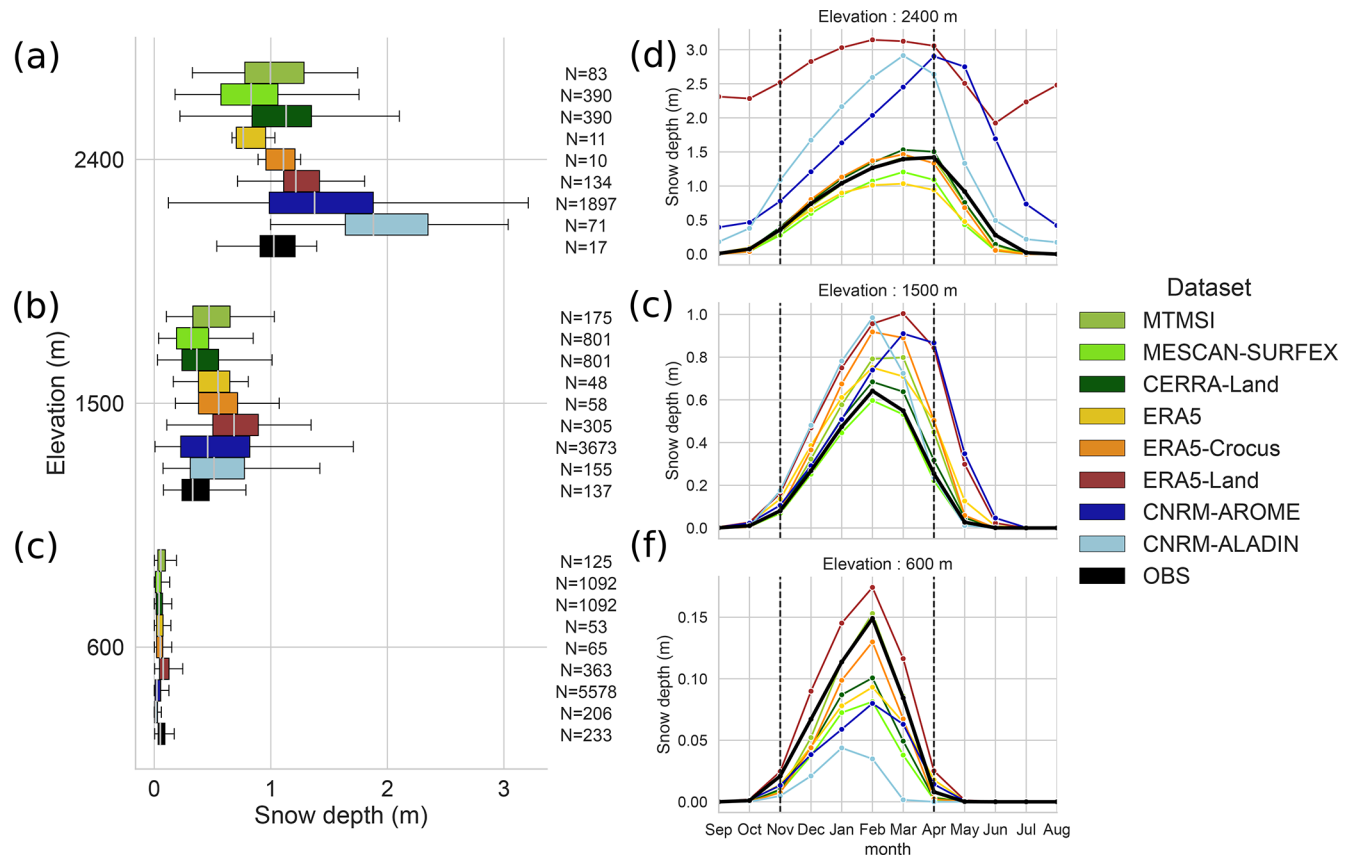 (a)
N=83
N=390
N=390
N=11
2400
N=10
N=134
N=1897
N=71
N=17
(b)
N=175
N=801
N=801
N=48
1500
N=58
N=305
N=3673
N=155
N=137
(c)
N=125
N=1092
N=1092
N=53
600
N=65
N=363
N=5578
N=206
N=233
Elevation (m)
0 1 2 3
Snow depth (m)
(d)
Elevation : 2400 m
3.0
2.5
2.0
1.5
1.0
0.5
0.0
Snow depth (m)
(c)
Elevation : 1500 m
1.0
0.8
0.6
0.4
0.2
0.0
Snow depth (m)
(f)
Elevation : 600 m
0.15
0.10
0.05
0.00
Snow depth (m)
Sep Oct Nov Dec Jan Feb Mar Apr May Jun Jul Aug
month
Dataset
MTMSI
MESCAN-SURFEX
CERRA-Land
ERA5
ERA5-Crocus
ERA5-Land
CNRM-AROME
CNRM-ALADIN
OBS